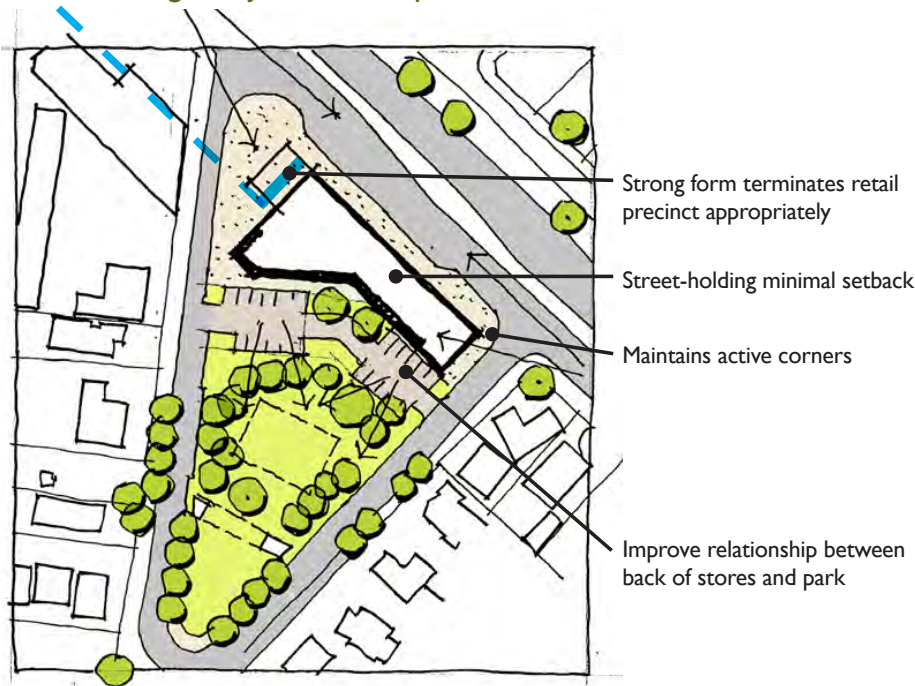 Strong form terminates retail
precinct appropriately
Street-holding minimal setback
Maintains active corners
Improve relationship between
back of stores and park